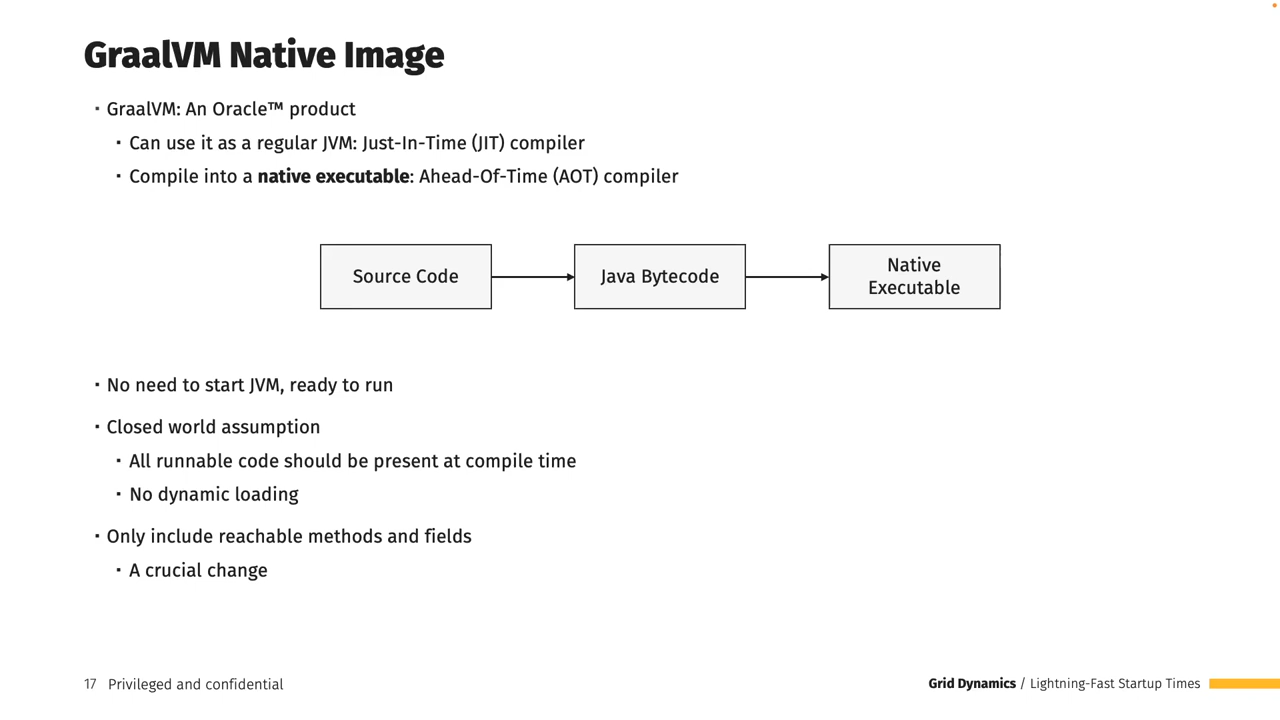 GraalVM Native Image
▪ GraalVM: An Oracle™ product
▪ Can use it as a regular JVM: Just-In-Time (JIT) compiler
▪ Compile into a native executable: Ahead-Of-Time (AOT) compiler
Source Code
Java Bytecode
Native
Executable
▪ No need to start JVM, ready to run
▪ Closed world assumption
▪ All runnable code should be present at compile time
▪ No dynamic loading
▪ Only include reachable methods and fields
▪ A crucial change
17 Privileged and confidential
Grid Dynamics / Lightning-Fast Startup Times